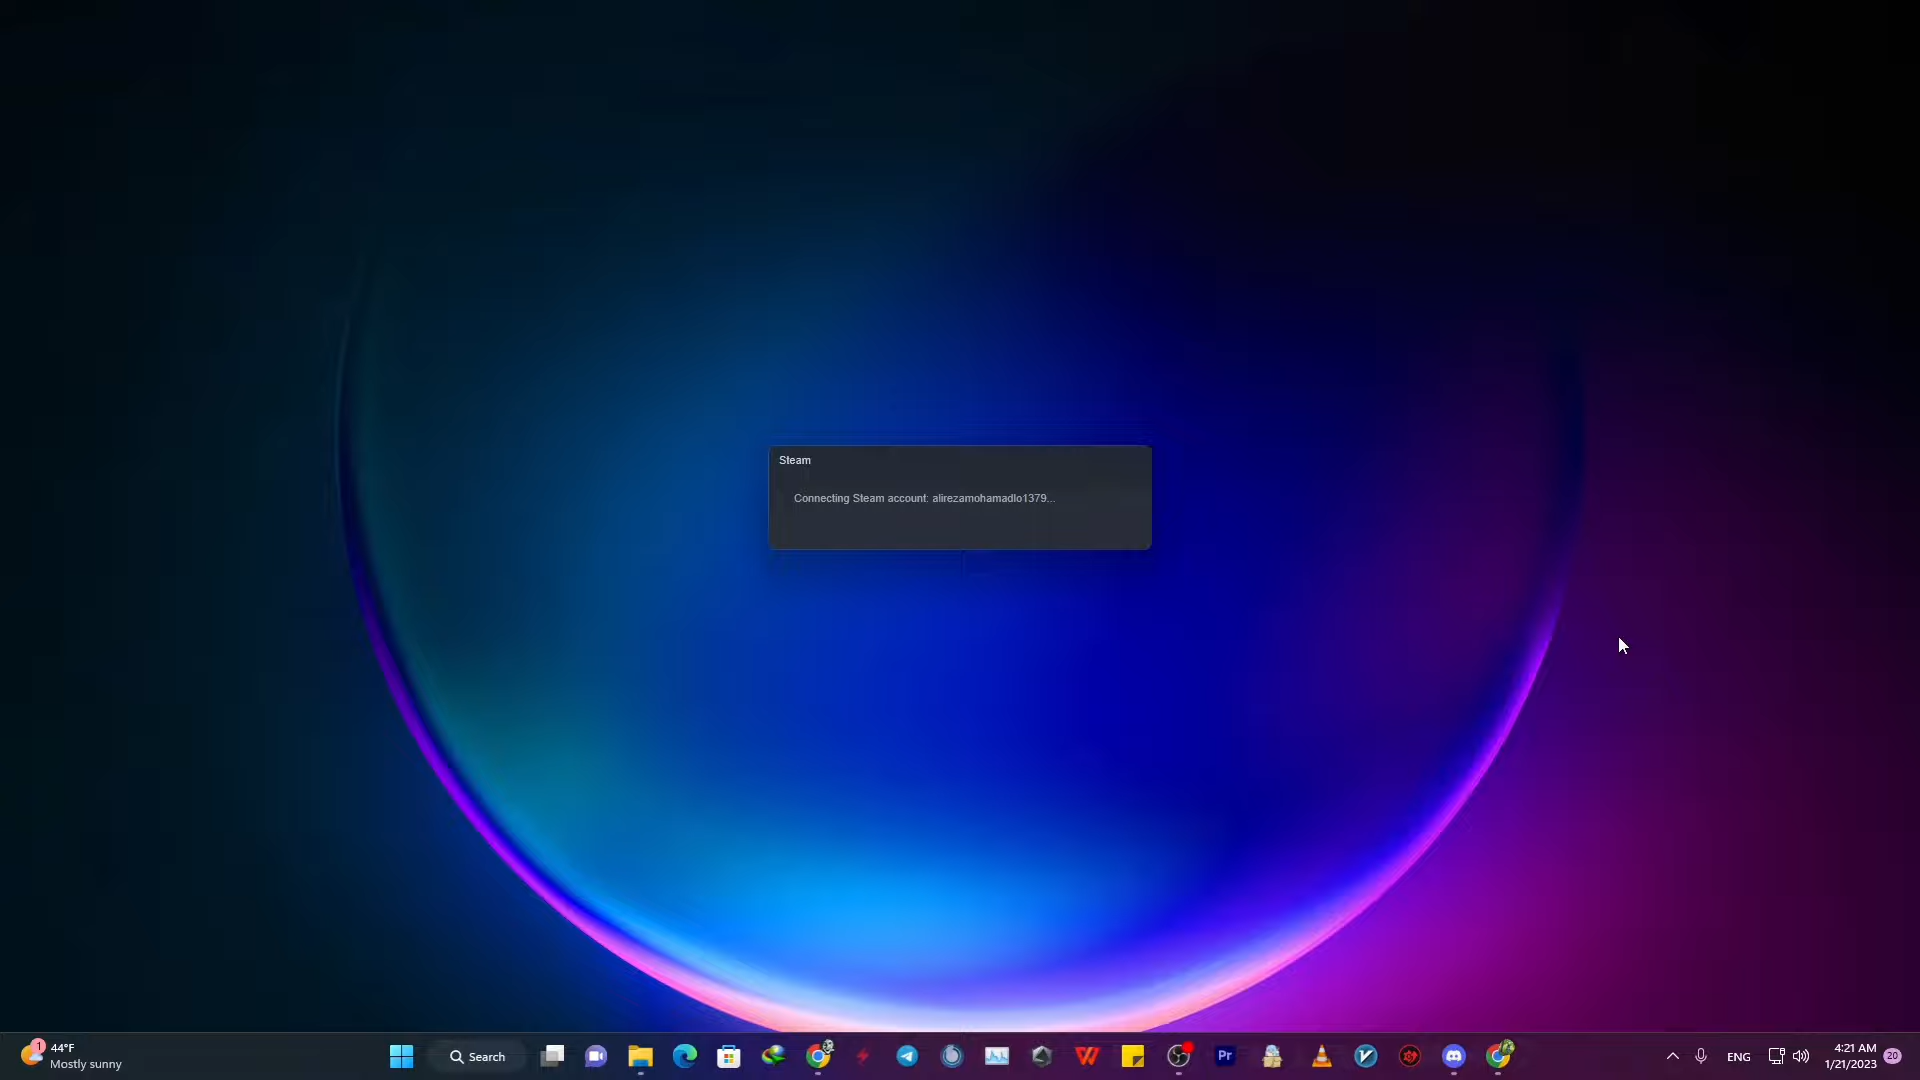 Steam
Connecting Steam account: alirezamohamadlo1379...
1
44°F
Mostly sunny
Search
Pr
ENG
4:21 AM
1/21/2023
20